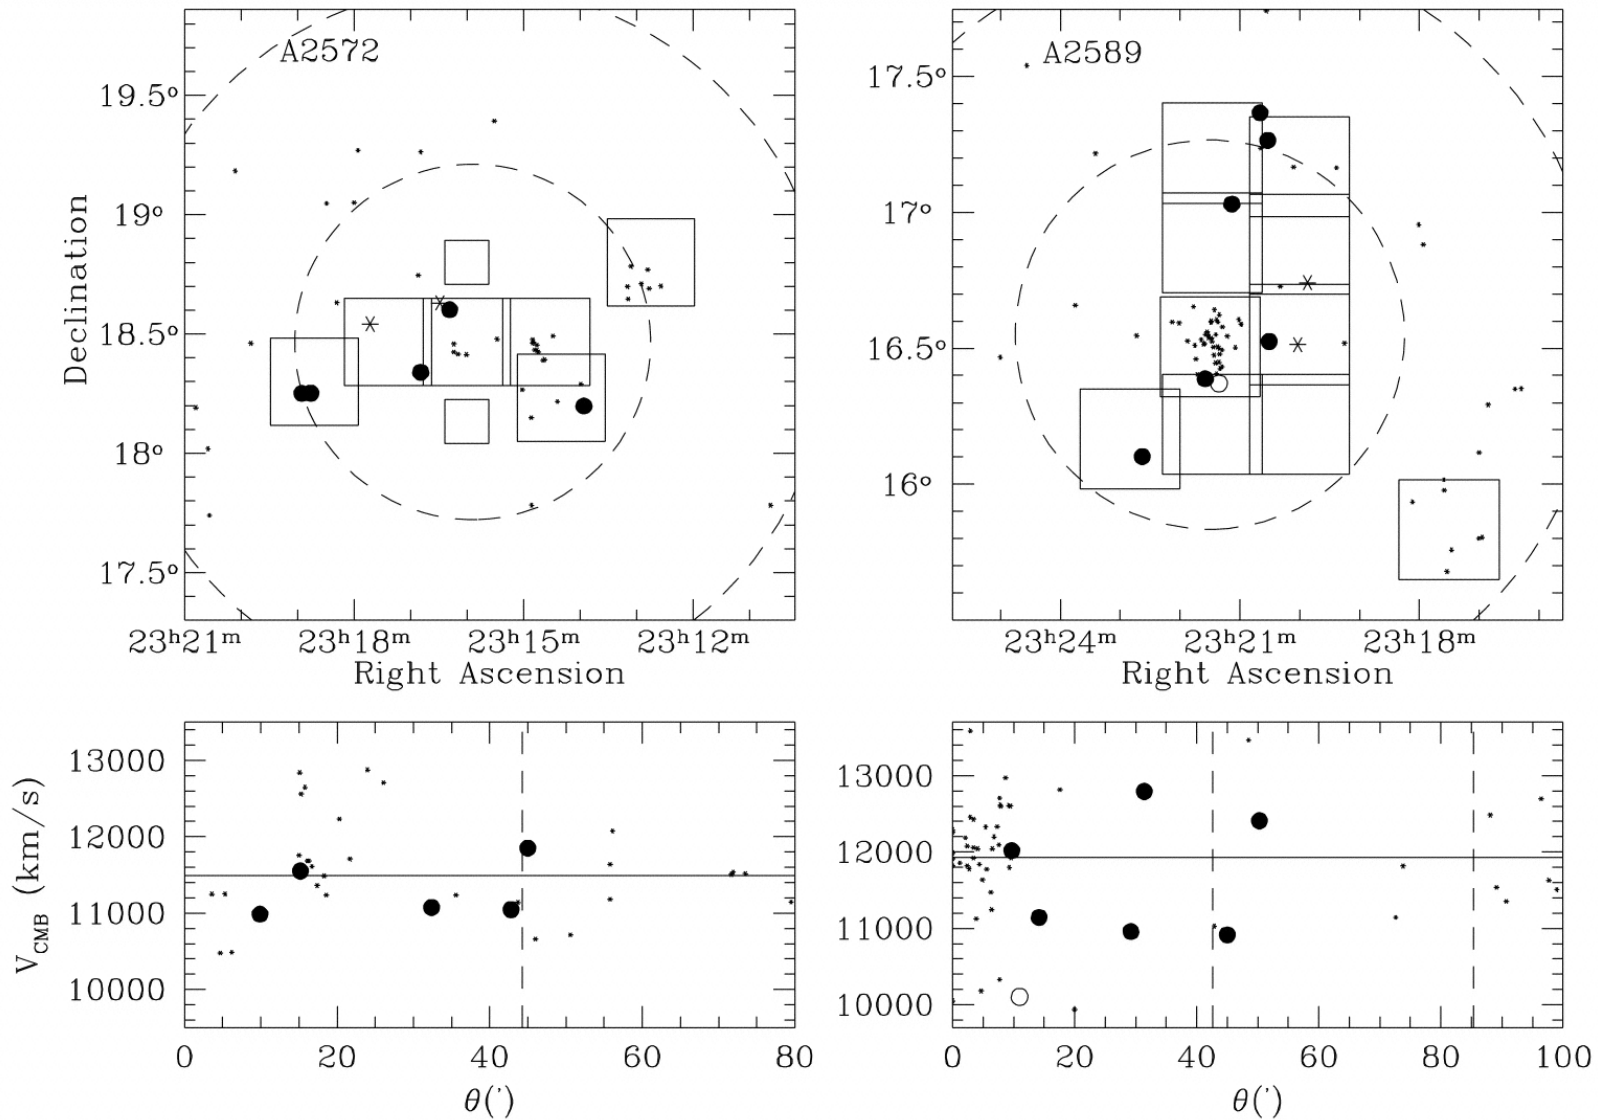 A2572
19.5°
19°
18.5°
18°
17.5°
Declination
23ʰ21ᵐ 23ʰ18ᵐ 23ʰ15ᵐ 23ʰ12ᵐ
Right Ascension
A2589
17.5°
17°
16.5°
16°
23ʰ24ᵐ 23ʰ21ᵐ 23ʰ18ᵐ
Right Ascension
13000
12000
11000
10000
V_CMB (km/s)
0 20 40 60 80
θ(')
13000
12000
11000
10000
0 20 40 60 80 100
θ(')